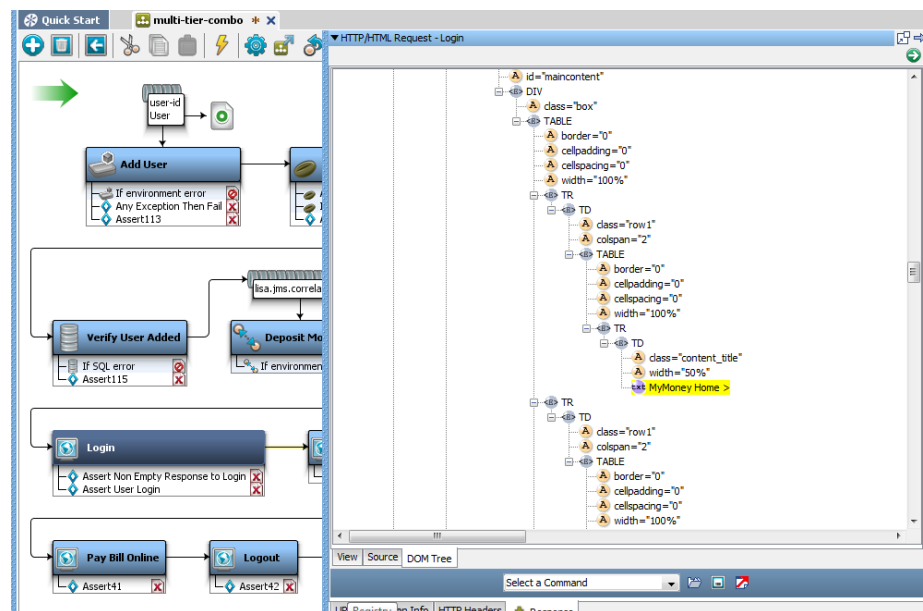 Quick Start
multi-tier-combo *
HTTP/HTML Request - Login
user-id
User
Add User
If environment error
Any Exception Then Fail
Assert113
lisa.jms.correla
Verify User Added
If SQL error
Assert115
Deposit Mo
If environmen
Login
Assert Non Empty Response to Login
Assert User Login
Pay Bill Online
Assert41
Logout
Assert42
A id="maincontent"
<E> DIV
A class="box"
<E> TABLE
A border="0"
A cellpadding="0"
A cellspacing="0"
A width="100%"
<E> TR
<E> TD
A class="row1"
A colspan="2"
<E> TABLE
A border="0"
A cellpadding="0"
A cellspacing="0"
A width="100%"
<E> TR
<E> TD
A class="content_title"
A width="50%"
txt MyMoney Home >
<E> TR
<E> TD
A class="row1"
A colspan="2"
<E> TABLE
A border="0"
A cellpadding="0"
A cellspacing="0"
A width="100%"
View Source DOM Tree
Select a Command
Registry
HTTP Headers
Response